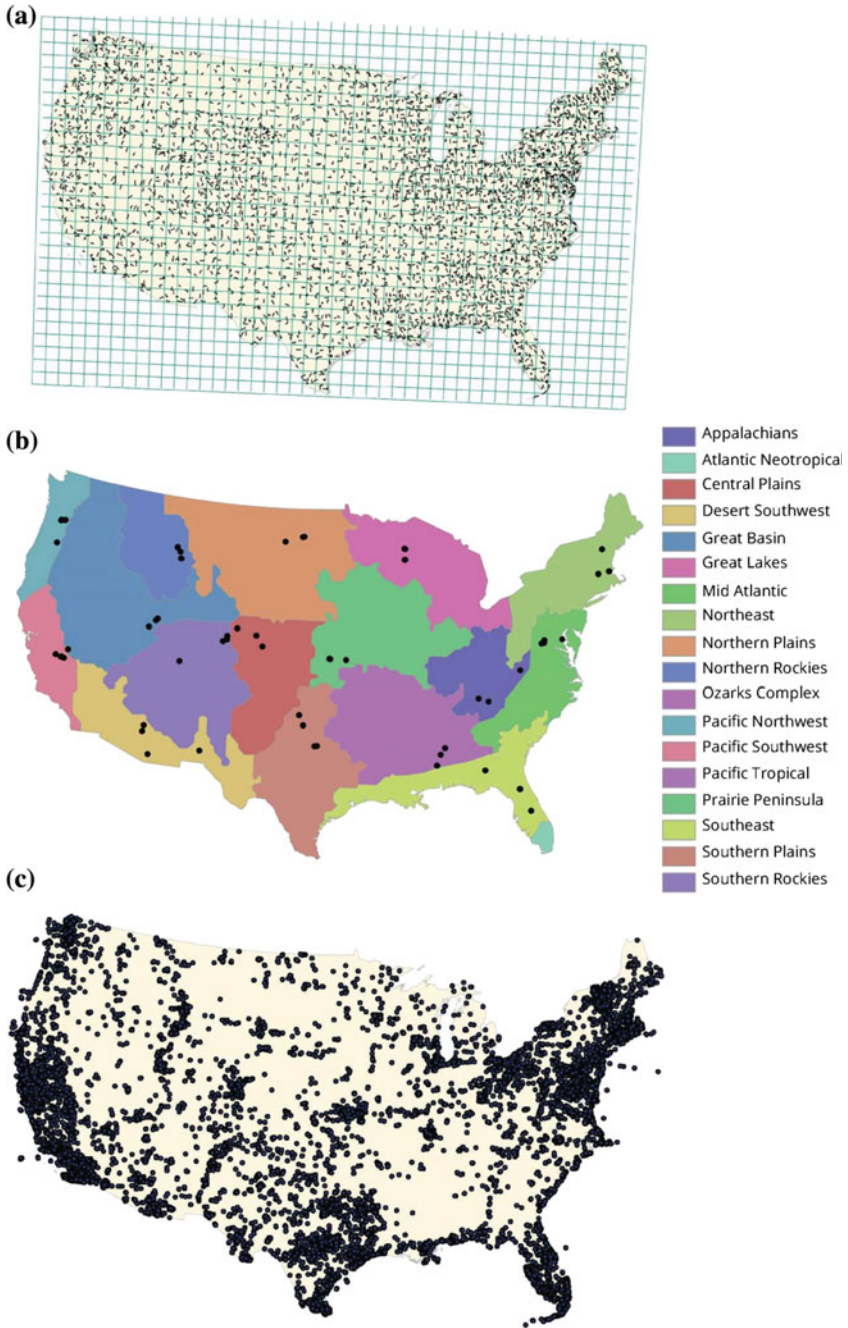 (a)
(b)
Appalachians
Atlantic Neotropical
Central Plains
Desert Southwest
Great Basin
Great Lakes
Mid Atlantic
Northeast
Northern Plains
Northern Rockies
Ozarks Complex
Pacific Northwest
Pacific Southwest
Pacific Tropical
Prairie Peninsula
Southeast
Southern Plains
Southern Rockies
(c)